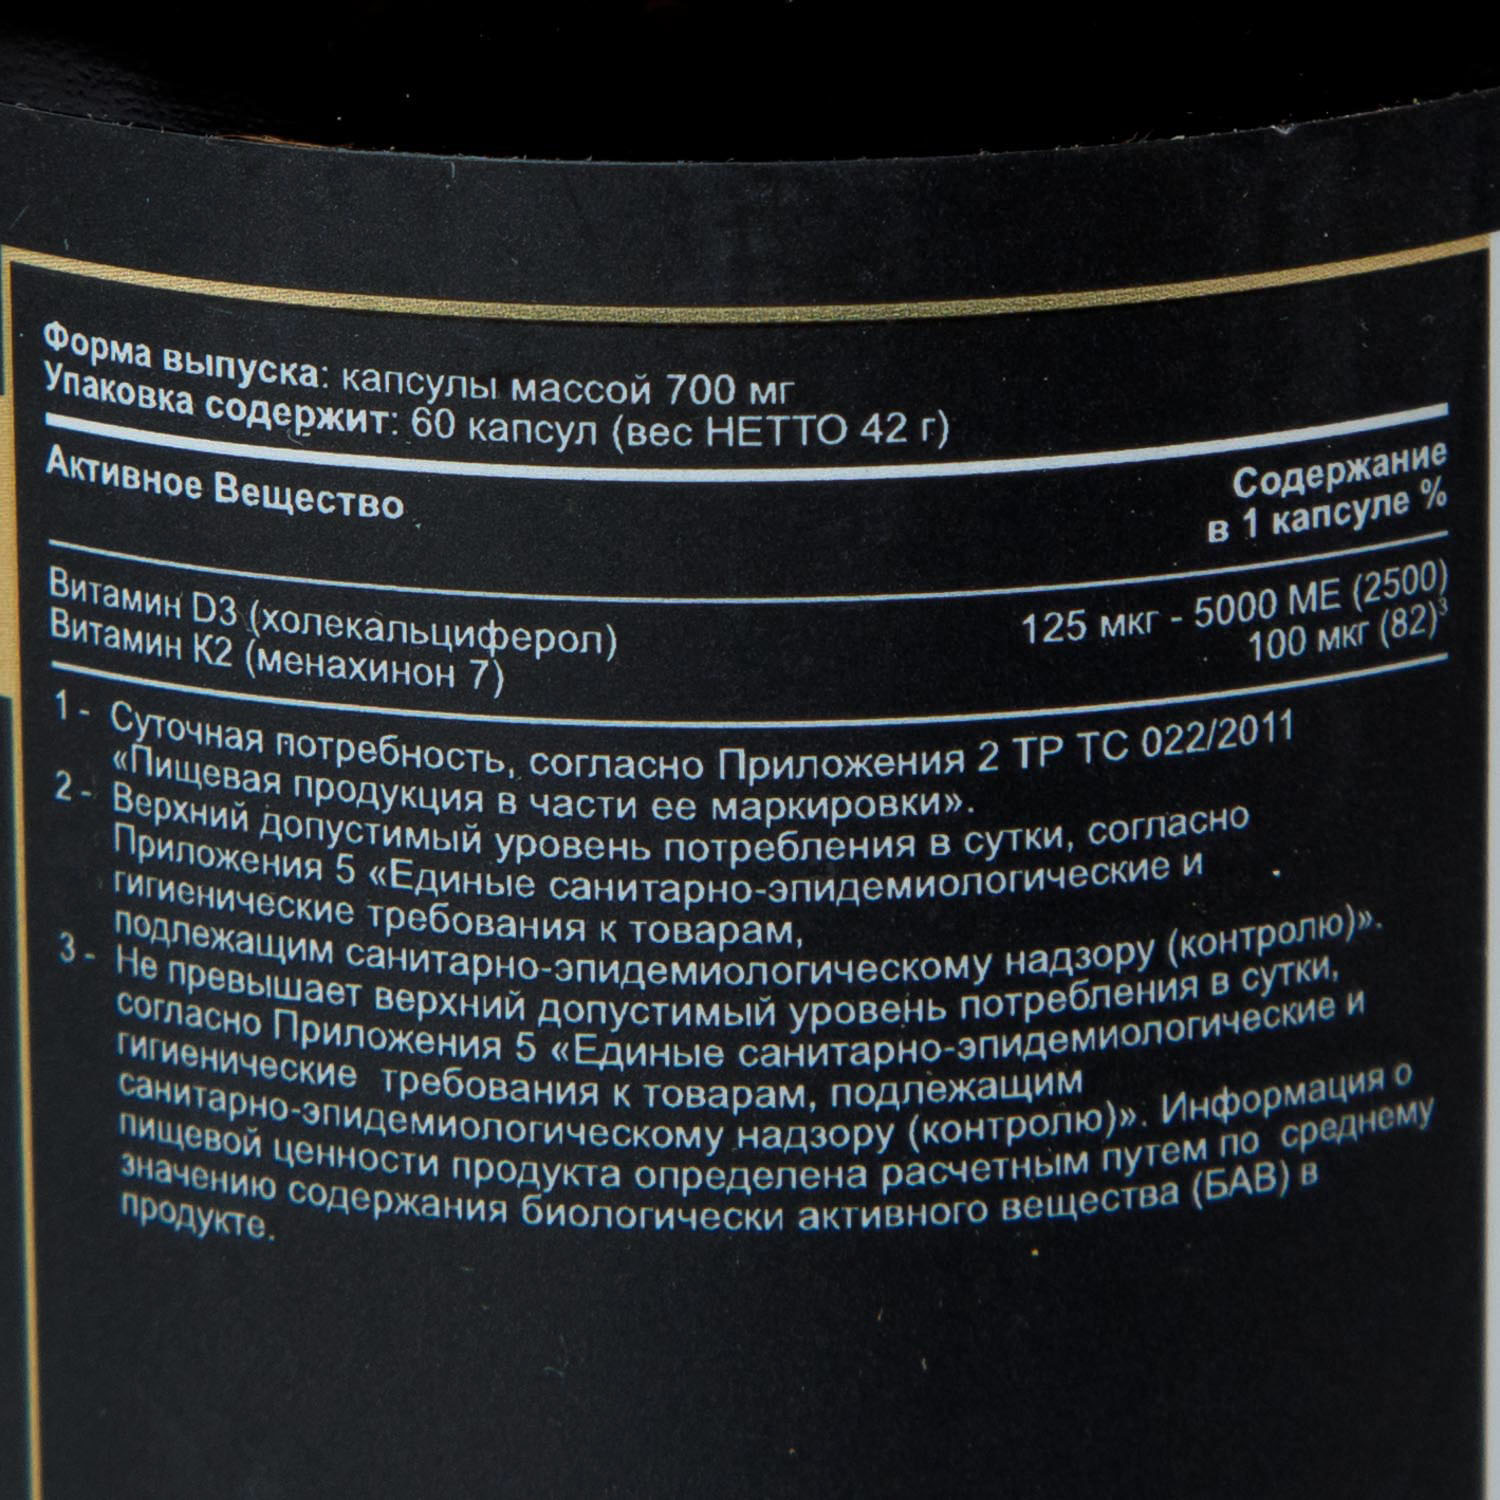 Форма выпуска: капсулы массой 700 мг
Упаковка содержит: 60 капсул (вес НЕТТО 42 г)
Активное Вещество
Содержание
в 1 капсуле %
Витамин D3 (холекальциферол) 125 мкг - 5000 МЕ (2500)
Витамин К2 (менахинон 7) 100 мкг (82)³
1 - Суточная потребность, согласно Приложения 2 ТР ТС 022/2011
«Пищевая продукция в части ее маркировки».
2 - Верхний допустимый уровень потребления в сутки, согласно
Приложения 5 «Единые санитарно-эпидемиологические и
гигиенические требования к товарам,
подлежащим санитарно-эпидемиологическому надзору (контролю)».
3 - Не превышает верхний допустимый уровень потребления в сутки,
согласно Приложения 5 «Единые санитарно-эпидемиологические и
гигиенические требования к товарам, подлежащим
санитарно-эпидемиологическому надзору (контролю)». Информация о
пищевой ценности продукта определена расчетным путем по среднему
значению содержания биологически активного вещества (БАВ) в
продукте.